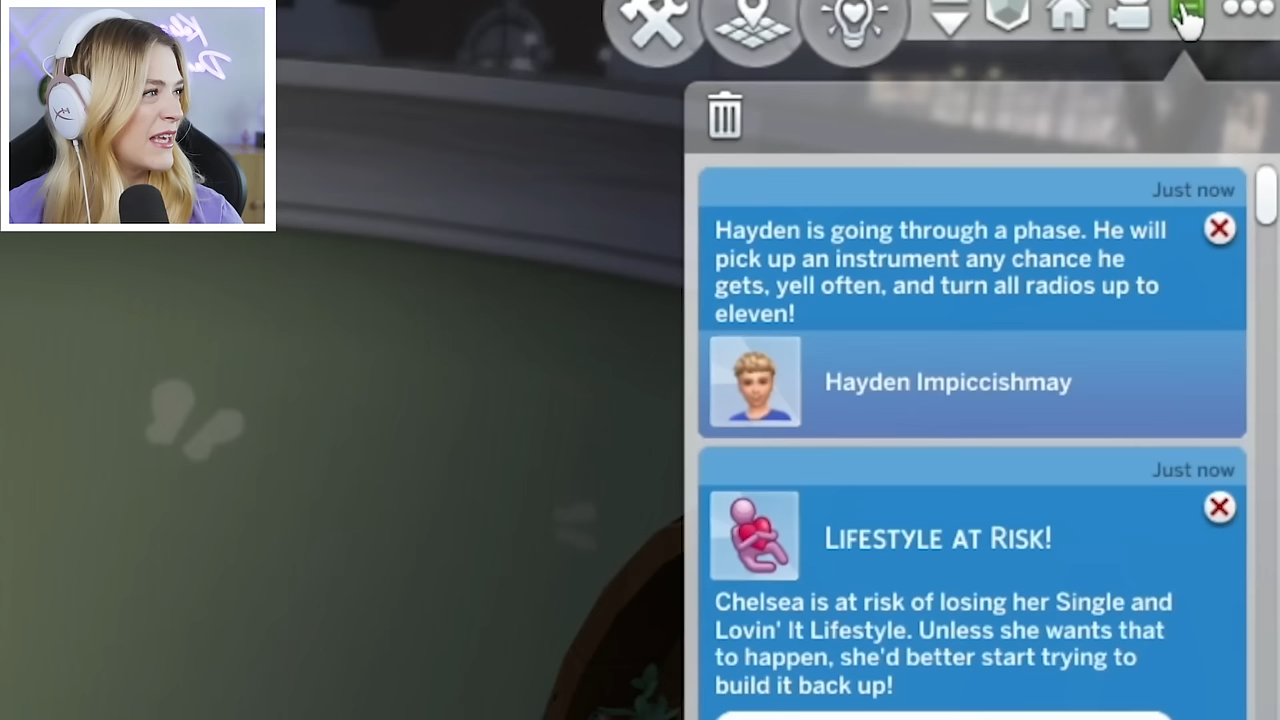 Just now
Hayden is going through a phase. He will
pick up an instrument any chance he
gets, yell often, and turn all radios up to
eleven!
Hayden Impiccishmay
Just now
LIFESTYLE AT RISK!
Chelsea is at risk of losing her Single and
Lovin' It Lifestyle. Unless she wants that
to happen, she'd better start trying to
build it back up!